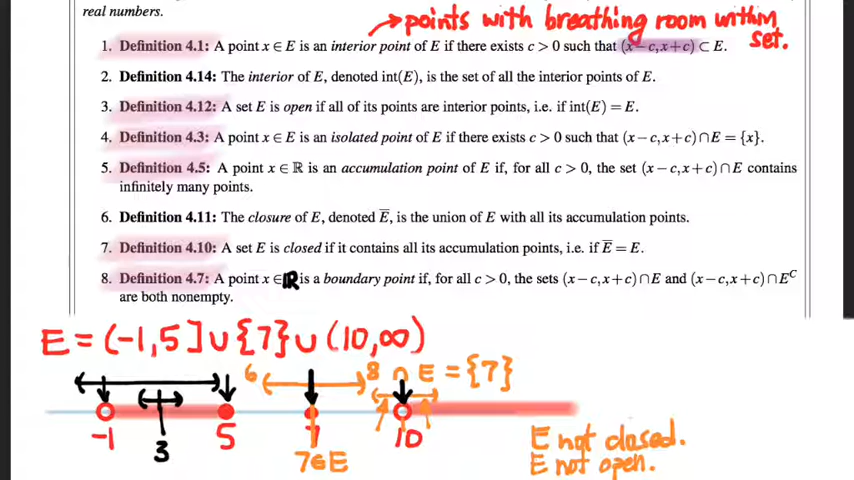 real numbers.
points with breathing room within set.
1. Definition 4.1: A point x ∈ E is an interior point of E if there exists c > 0 such that (x−c,x+c) ⊂ E.
2. Definition 4.14: The interior of E, denoted int(E), is the set of all the interior points of E.
3. Definition 4.12: A set E is open if all of its points are interior points, i.e. if int(E) = E.
4. Definition 4.3: A point x ∈ E is an isolated point of E if there exists c > 0 such that (x−c,x+c)∩E = {x}.
5. Definition 4.5: A point x ∈ ℝ is an accumulation point of E if, for all c > 0, the set (x−c,x+c)∩E contains
infinitely many points.
6. Definition 4.11: The closure of E, denoted E̅, is the union of E with all its accumulation points.
7. Definition 4.10: A set E is closed if it contains all its accumulation points, i.e. if E̅ = E.
8. Definition 4.7: A point x ∈ ℝ is a boundary point if, for all c > 0, the sets (x−c,x+c)∩E and (x−c,x+c)∩Eᶜ
are both nonempty.
E = (-1,5] ∪ {7} ∪ (10,∞)
6 8 ∩ E = {7}
-1 3 5 7 10
7∈E
E not closed.
E not open.